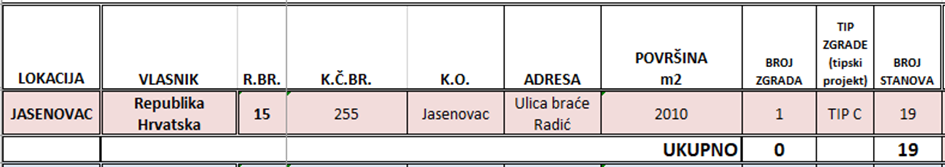 LOKACIJA VLASNIK R.BR. K.Č.BR. K.O. ADRESA POVRŠINA m2 BROJ ZGRADA TIP ZGRADE (tipski projekt) BROJ STANOVA
JASENOVAC Republika Hrvatska 15 255 Jasenovac Ulica braće Radić 2010 1 TIP C 19
UKUPNO 0 19